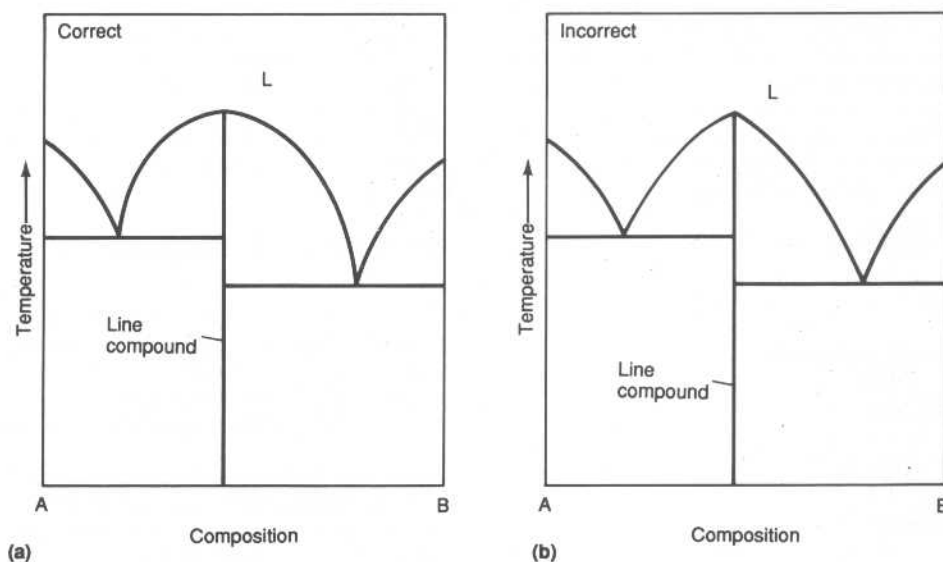 Correct
L
Temperature
Line
compound
A
B
Composition
(a)
Incorrect
L
Temperature
Line
compound
A
B
Composition
(b)